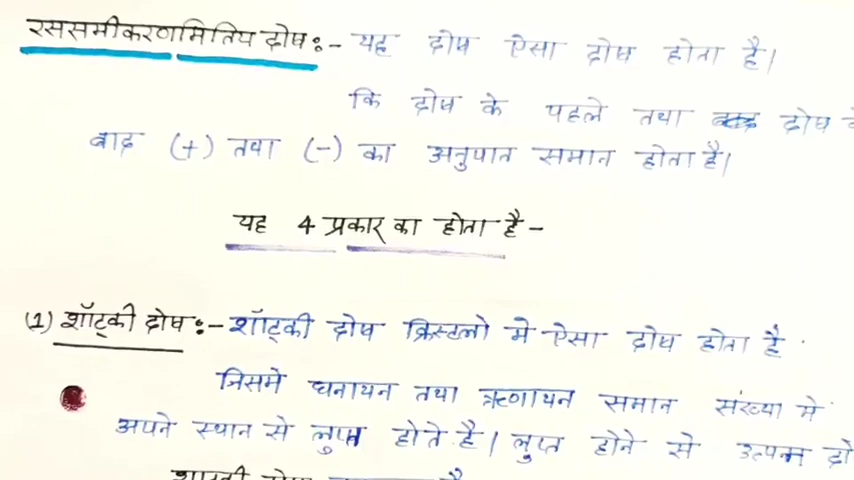 रससमीकरणमितिय दोष :- यह दोष ऐसा दोष होता है।
कि दोष के पहले तथा दोष के
बाद (+) तथा (-) का अनुपात समान होता है।
यह 4 प्रकार का होता है -
(1) शॉट्की दोष :- शॉट्की दोष क्रिस्टलो मे ऐसा दोष होता है
जिसमे धनायन तथा ऋणायन समान संख्या मे
अपने स्थान से लुप्त होते है। लुप्त होने से उत्पन्न दो